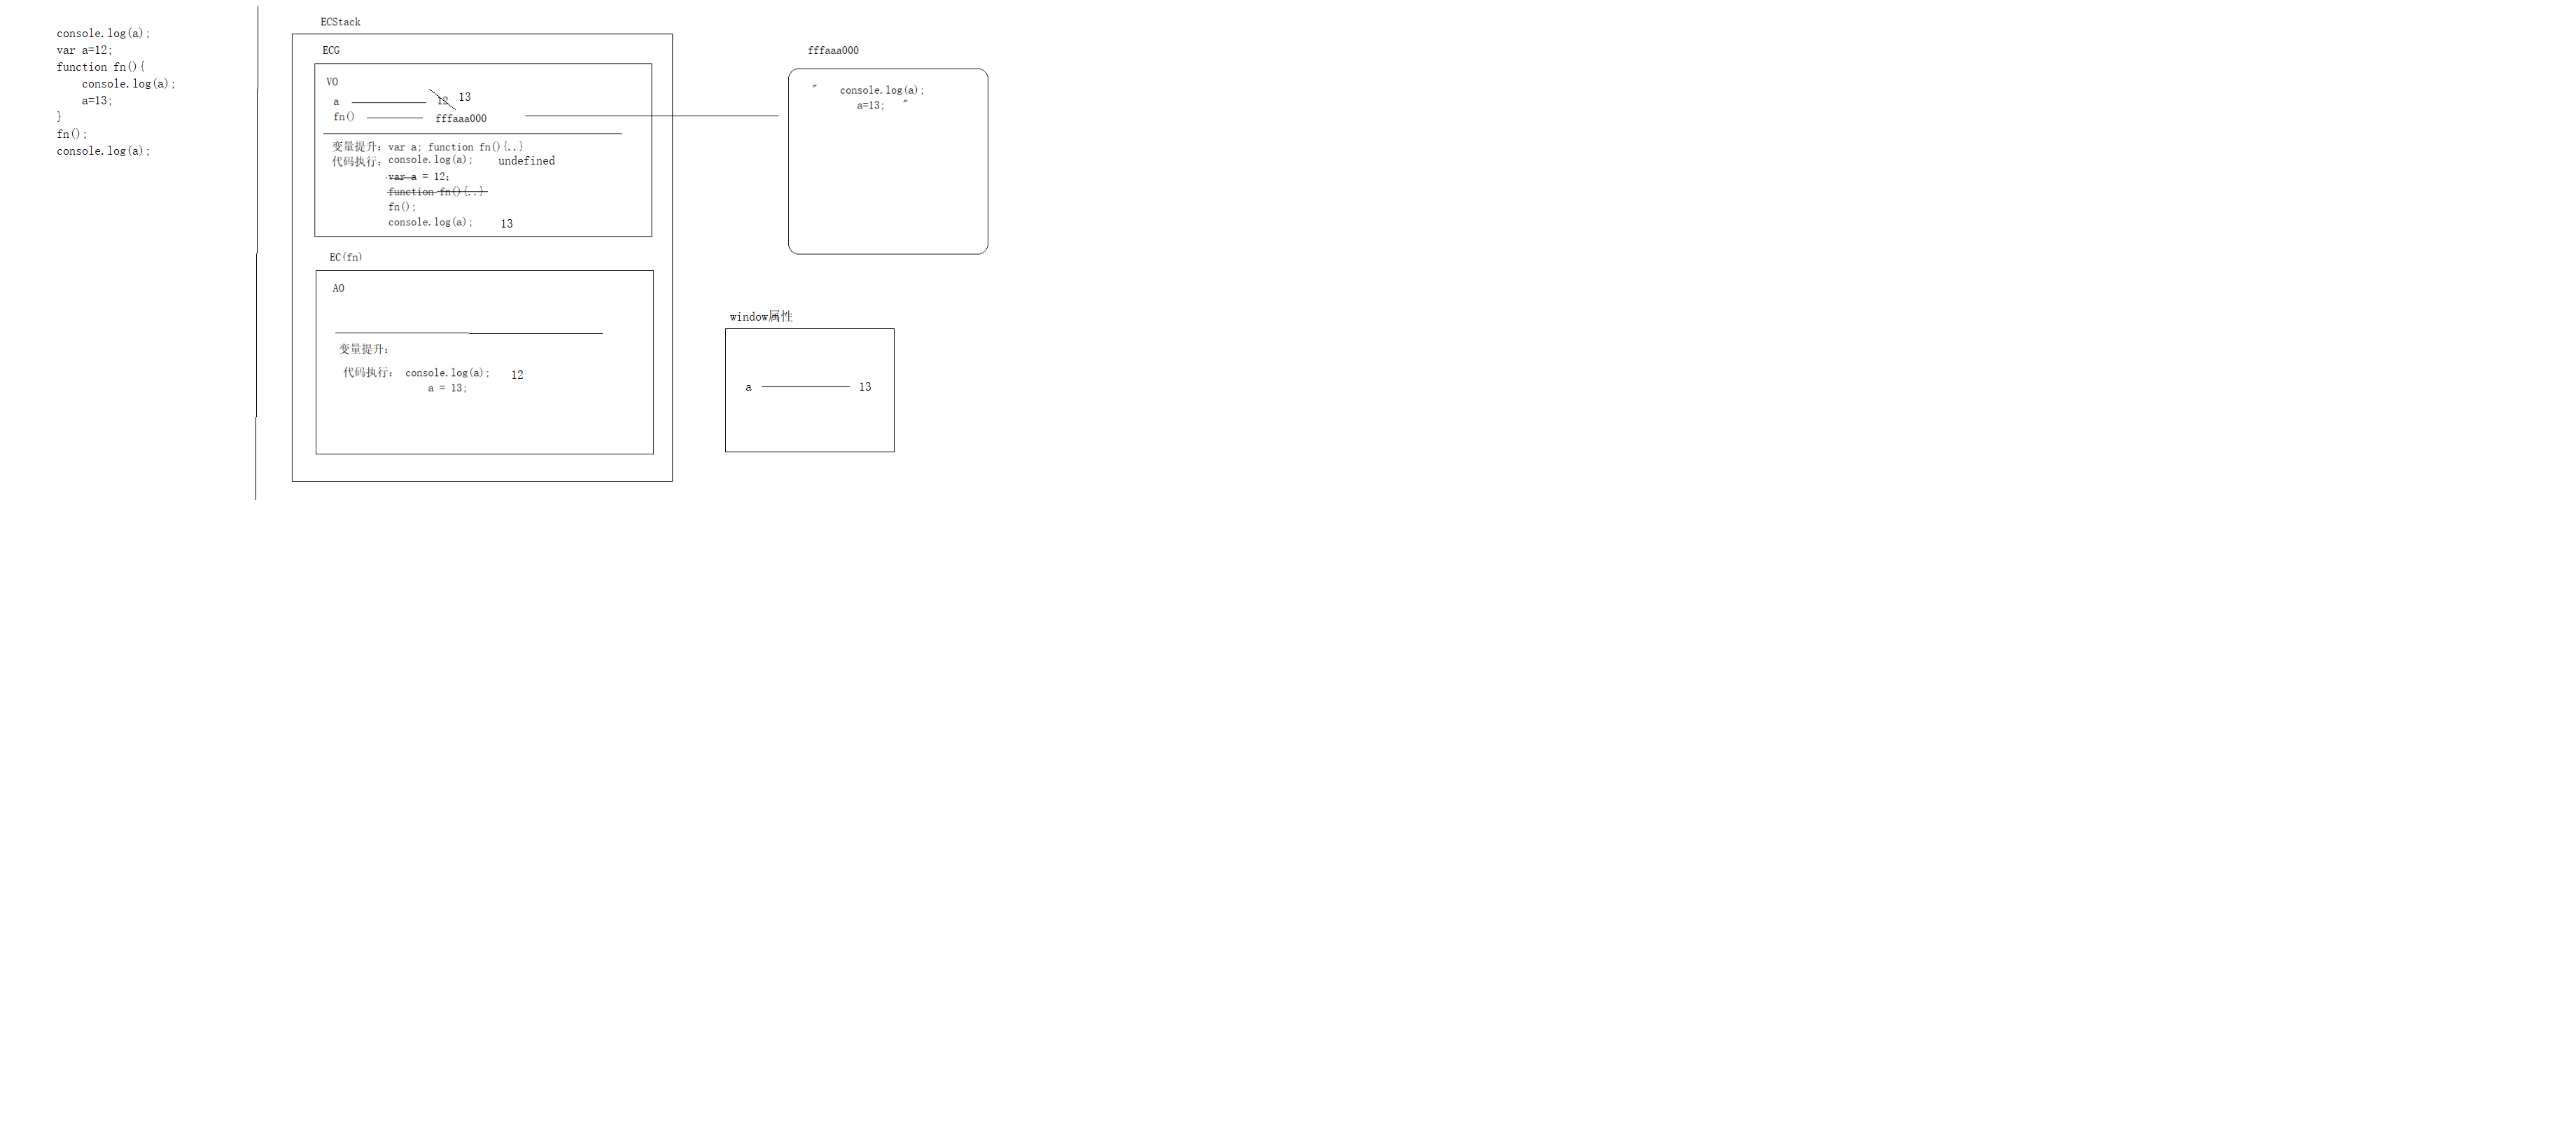 console.log(a);
var a=12;
function fn(){
    console.log(a);
    a=13;
}
fn();
console.log(a);
ECStack
ECG
VO
a 12 13
fn() fffaaa000
变量提升: var a; function fn(){..}
代码执行: console.log(a); undefined
var a = 12;
function fn(){..}
fn();
console.log(a); 13
EC(fn)
AO
变量提升:
代码执行: console.log(a); 12
a = 13;
fffaaa000
" console.log(a);
a=13; "
window属性
a 13